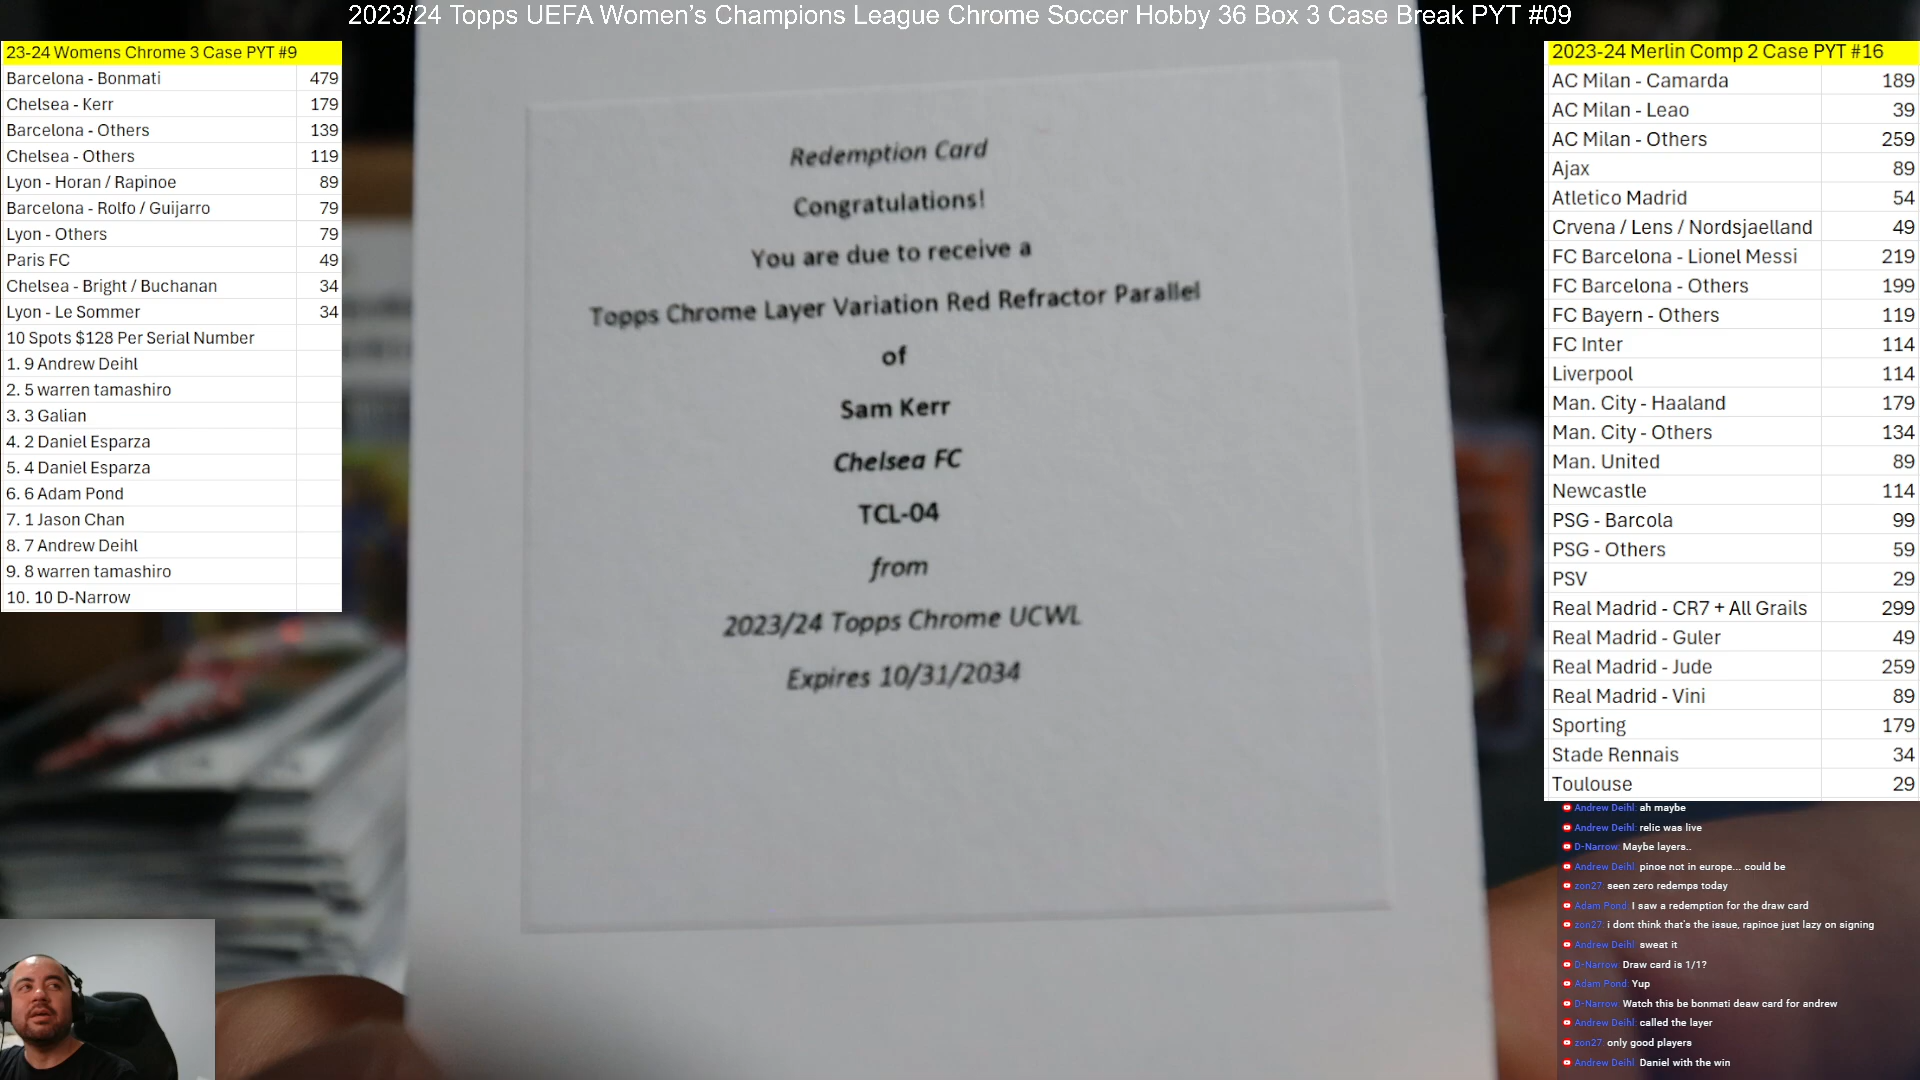 2023/24 Topps UEFA Women’s Champions League Chrome Soccer Hobby 36 Box 3 Case Break PYT #09
23-24 Womens Chrome 3 Case PYT #9
Barcelona - Bonmati 479
Chelsea - Kerr 179
Barcelona - Others 139
Chelsea - Others 119
Lyon - Horan / Rapinoe 89
Barcelona - Rolfo / Guijarro 79
Lyon - Others 79
Paris FC 49
Chelsea - Bright / Buchanan 34
Lyon - Le Sommer 34
10 Spots $128 Per Serial Number
1. 9 Andrew Deihl
2. 5 warren tamashiro
3. 3 Galian
4. 2 Daniel Esparza
5. 4 Daniel Esparza
6. 6 Adam Pond
7. 1 Jason Chan
8. 7 Andrew Deihl
9. 8 warren tamashiro
10. 10 D-Narrow
Redemption Card
Congratulations!
You are due to receive a
Topps Chrome Layer Variation Red Refractor Parallel
of
Sam Kerr
Chelsea FC
TCL-04
from
2023/24 Topps Chrome UCWL
Expires 10/31/2034
2023-24 Merlin Comp 2 Case PYT #16
AC Milan - Camarda 189
AC Milan - Leao 39
AC Milan - Others 259
Ajax 89
Atletico Madrid 54
Crvena / Lens / Nordsjaelland 49
FC Barcelona - Lionel Messi 219
FC Barcelona - Others 199
FC Bayern - Others 119
FC Inter 114
Liverpool 114
Man. City - Haaland 179
Man. City - Others 134
Man. United 89
Newcastle 114
PSG - Barcola 99
PSG - Others 59
PSV 29
Real Madrid - CR7 + All Grails 299
Real Madrid - Guler 49
Real Madrid - Jude 259
Real Madrid - Vini 89
Sporting 179
Stade Rennais 34
Toulouse 29
Andrew Deihl: ah maybe
Andrew Deihl: relic was live
D-Narrow: Maybe layers..
Andrew Deihl: pinoe not in europe... could be
zon27: seen zero redemps today
Adam Pond: I saw a redemption for the draw card
zon27: i dont think that's the issue, rapinoe just lazy on signing
Andrew Deihl: sweat it
D-Narrow: Draw card is 1/1?
Adam Pond: Yup
D-Narrow: Watch this be bonmati deaw card for andrew
Andrew Deihl: called the layer
zon27: only good players
Andrew Deihl: Daniel with the win